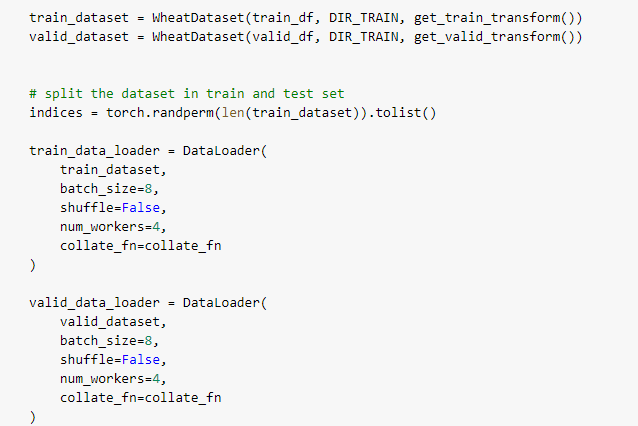 train_dataset = WheatDataset(train_df, DIR_TRAIN, get_train_transform())
valid_dataset = WheatDataset(valid_df, DIR_TRAIN, get_valid_transform())
# split the dataset in train and test set
indices = torch.randperm(len(train_dataset)).tolist()
train_data_loader = DataLoader(
    train_dataset,
    batch_size=8,
    shuffle=False,
    num_workers=4,
    collate_fn=collate_fn
)
valid_data_loader = DataLoader(
    valid_dataset,
    batch_size=8,
    shuffle=False,
    num_workers=4,
    collate_fn=collate_fn
)